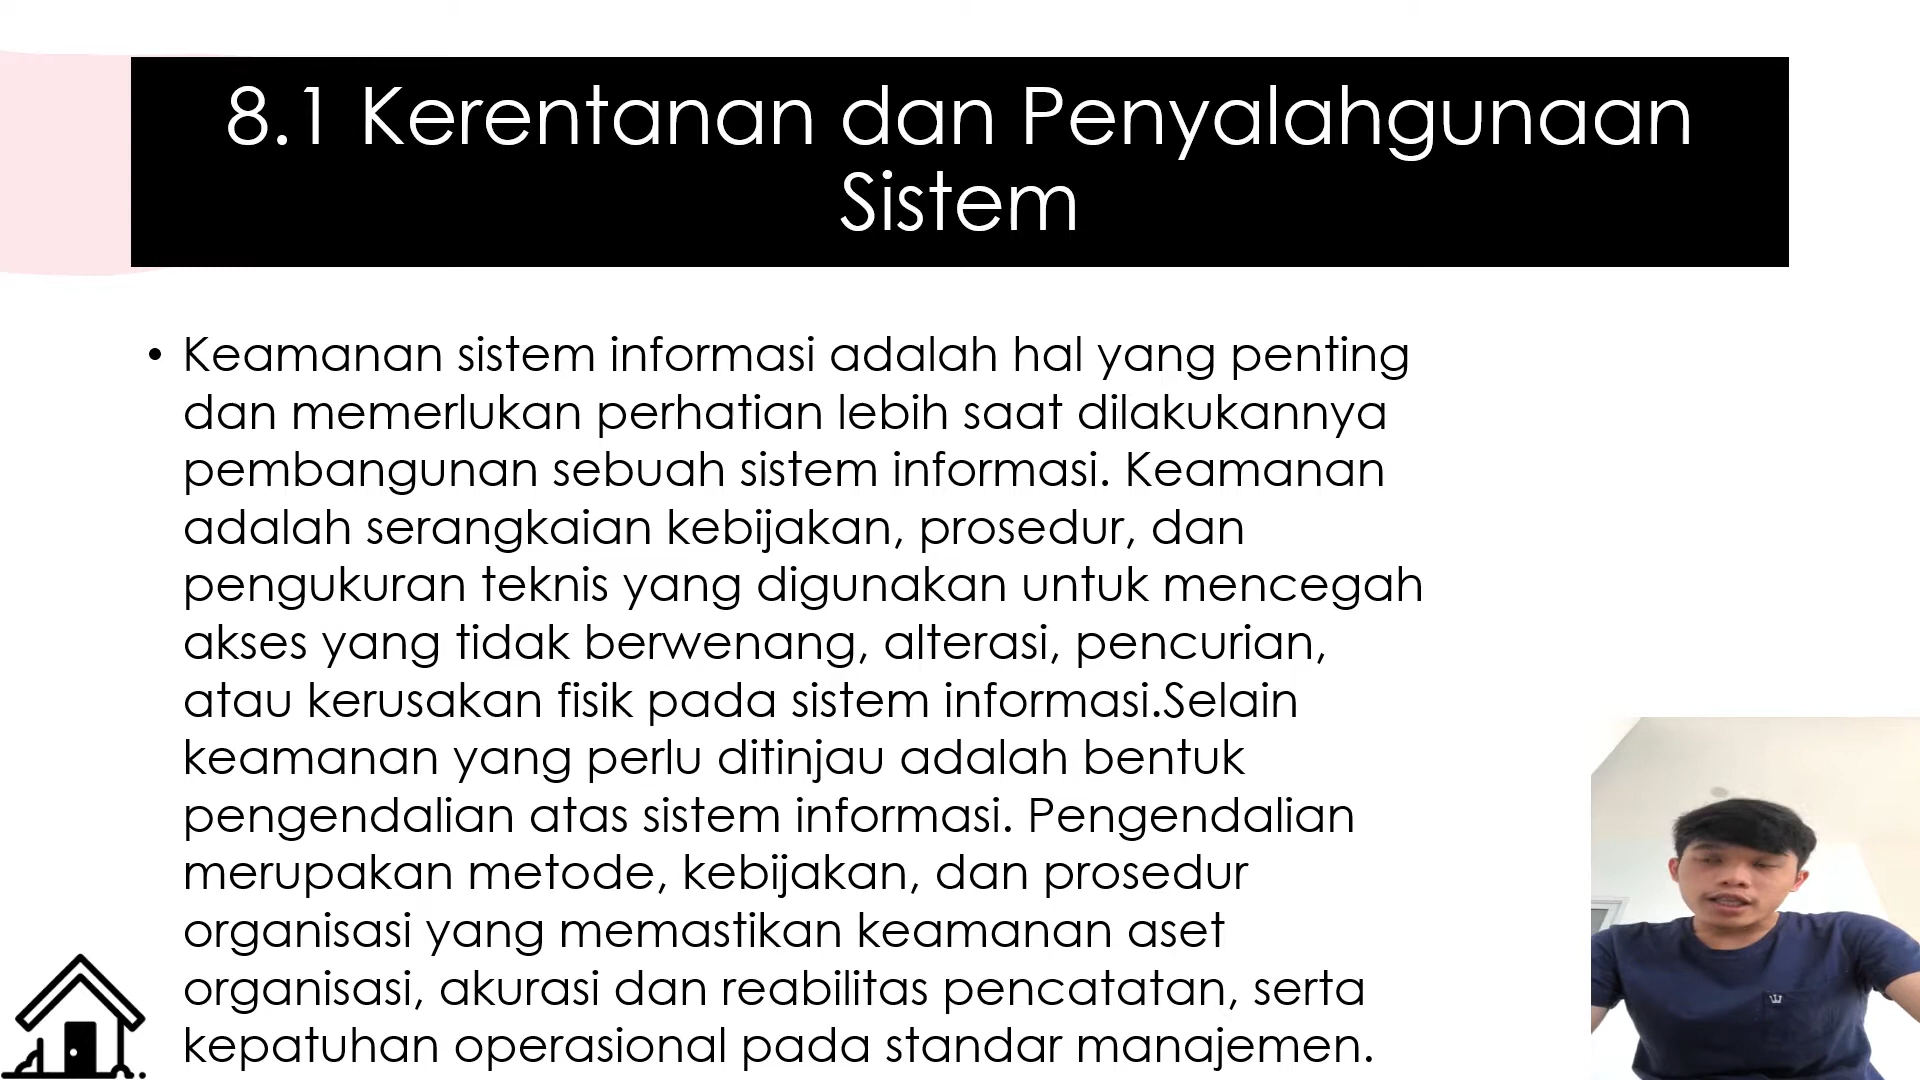 8.1 Kerentanan dan Penyalahgunaan
Sistem
• Keamanan sistem informasi adalah hal yang penting
dan memerlukan perhatian lebih saat dilakukannya
pembangunan sebuah sistem informasi. Keamanan
adalah serangkaian kebijakan, prosedur, dan
pengukuran teknis yang digunakan untuk mencegah
akses yang tidak berwenang, alterasi, pencurian,
atau kerusakan fisik pada sistem informasi.Selain
keamanan yang perlu ditinjau adalah bentuk
pengendalian atas sistem informasi. Pengendalian
merupakan metode, kebijakan, dan prosedur
organisasi yang memastikan keamanan aset
organisasi, akurasi dan reabilitas pencatatan, serta
kepatuhan operasional pada standar manajemen.